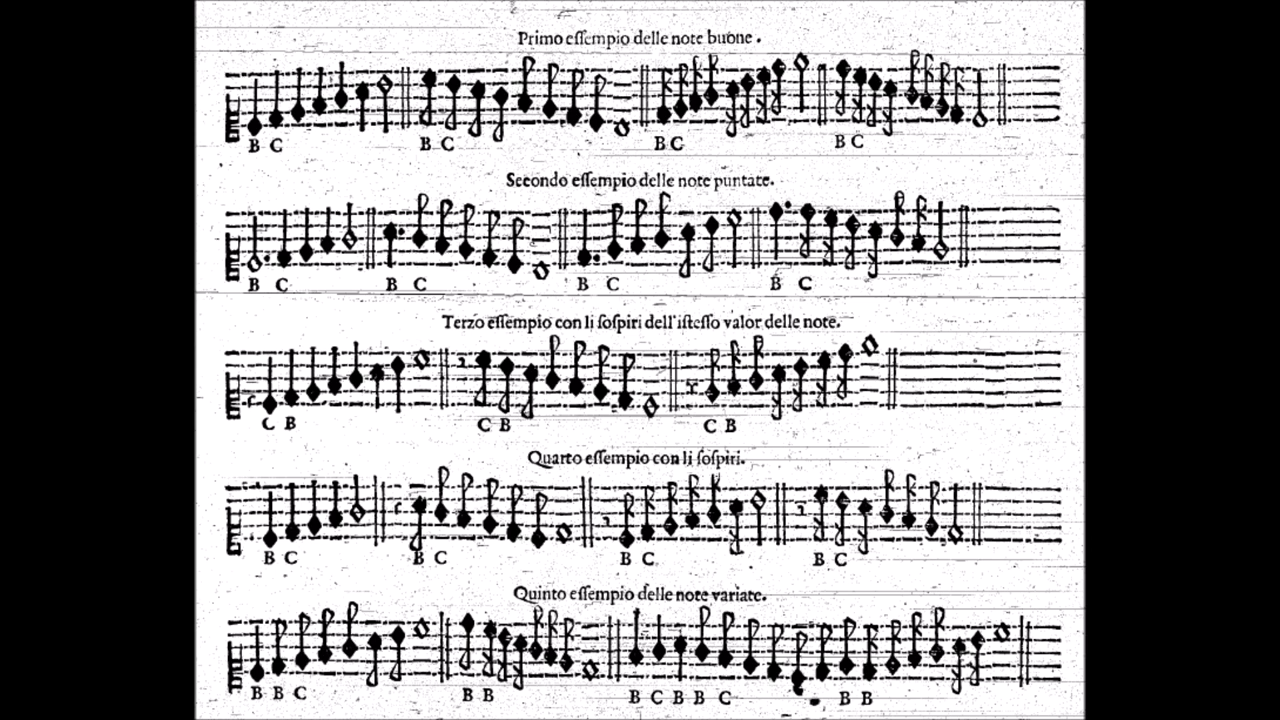 Primo eſſempio delle note buone .
B C B C B C B C
Secondo eſſempio delle note puntate.
B C B C B C B C
Terzo eſſempio con li ſoſpiri dell'iſteſſo valor delle note.
C B C B C B
Quarto eſſempio con li ſoſpiri.
B C B C B C B C
Quinto eſſempio delle note variate.
B B C B B B C B B C B B